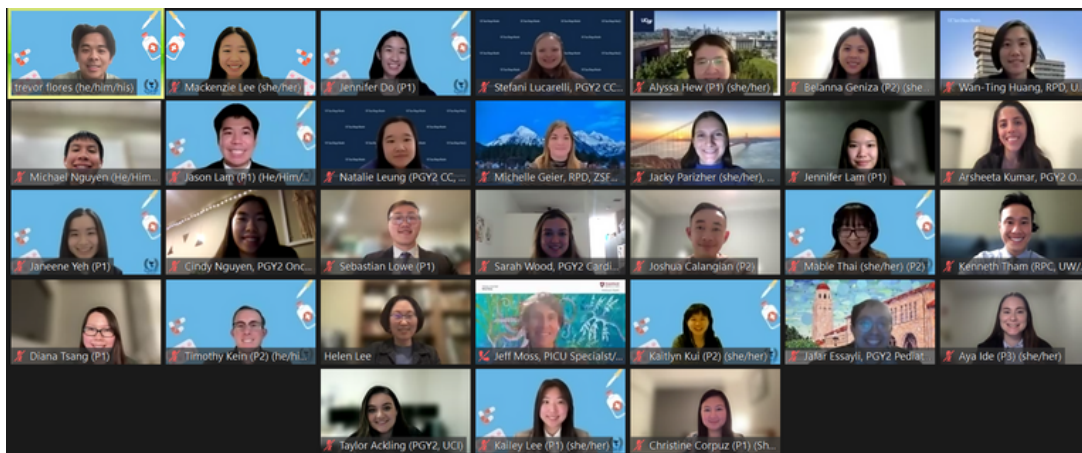 trevor flores (he/him/his)
Mackenzie Lee (she/her)
Jennifer Do (P1)
Stefani Lucarelli, PGY2 CC...
Alyssa Hew (P1) (she/her)
Belanna Geniza (P2) (she...
Wan-Ting Huang, RPD, U...
Michael Nguyen (He/Him...
Jason Lam (P1) (He/Him/...
Natalie Leung (PGY2 CC, ...
Michelle Geier, RPD, ZSF...
Jacky Parizher (she/her), ...
Jennifer Lam (P1)
Arsheeta Kumar, PGY2 O...
Janeene Yeh (P1)
Cindy Nguyen, PGY2 Onc...
Sebastian Lowe (P1)
Sarah Wood, PGY2 Cardi...
Joshua Calangian (P2)
Mable Thai (she/her) (P2)
Kenneth Tham (RPC, UW/...
Diana Tsang (P1)
Timothy Kein (P2) (he/hi...
Helen Lee
Jeff Moss, PICU Specialst/...
Kaitlyn Kui (P2) (she/her)
Jafar Essayli, PGY2 Pediat
Aya Ide (P3) (she/her)
Taylor Ackling (PGY2, UCI)
Kailey Lee (P1) (she/her)
Christine Corpuz (P1) (Sh...